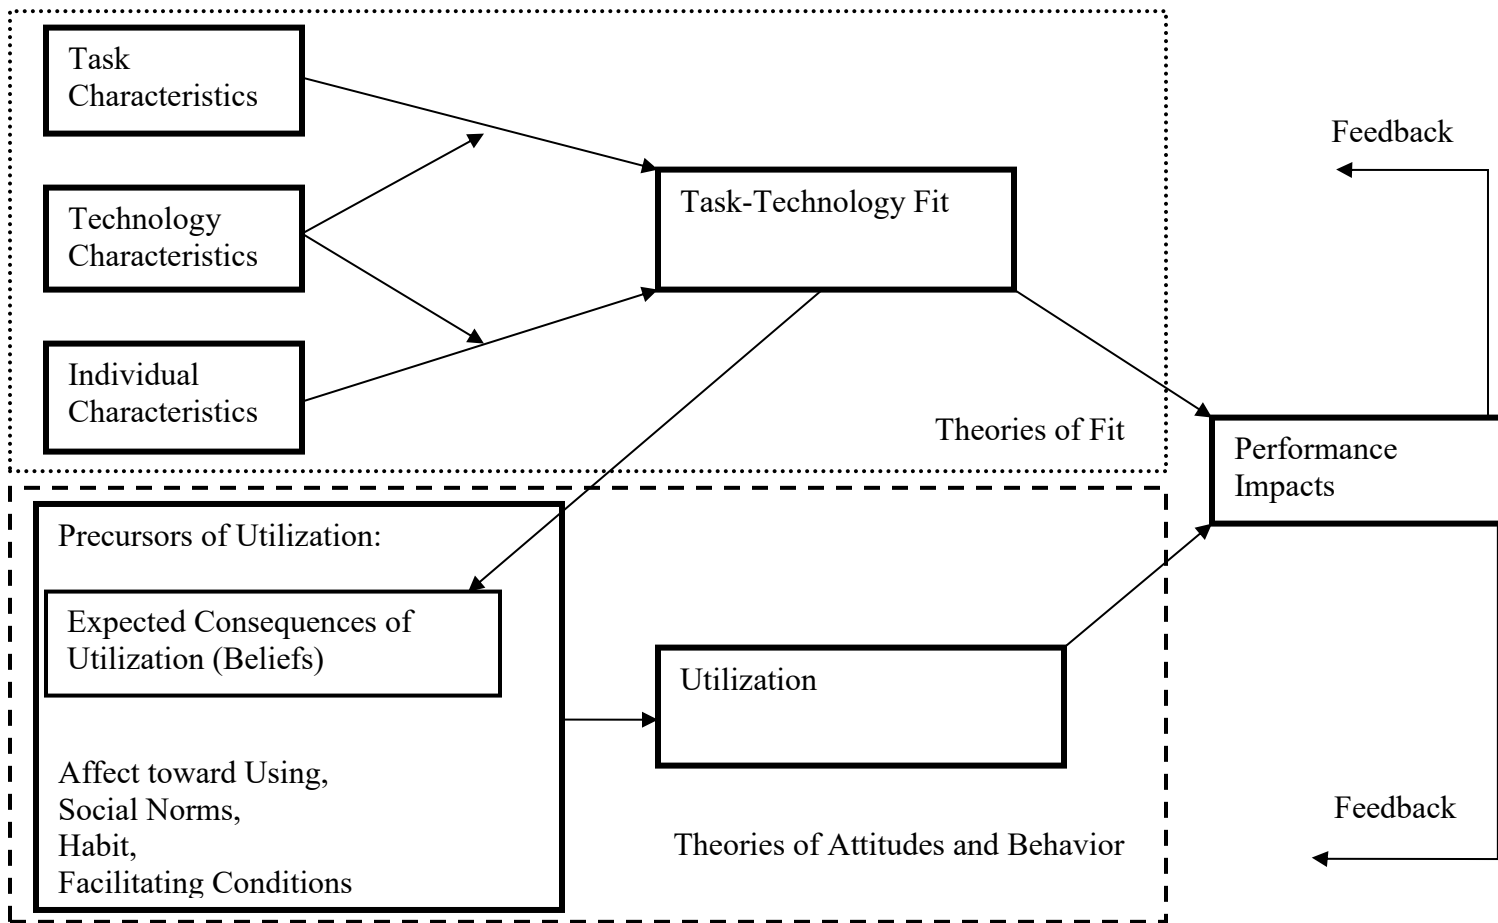 Task
Characteristics
Technology
Characteristics
Individual
Characteristics
Task-Technology Fit
Theories of Fit
Feedback
Performance
Impacts
Precursors of Utilization:
Expected Consequences of
Utilization (Beliefs)
Affect toward Using,
Social Norms,
Habit,
Facilitating Conditions
Utilization
Theories of Attitudes and Behavior
Feedback